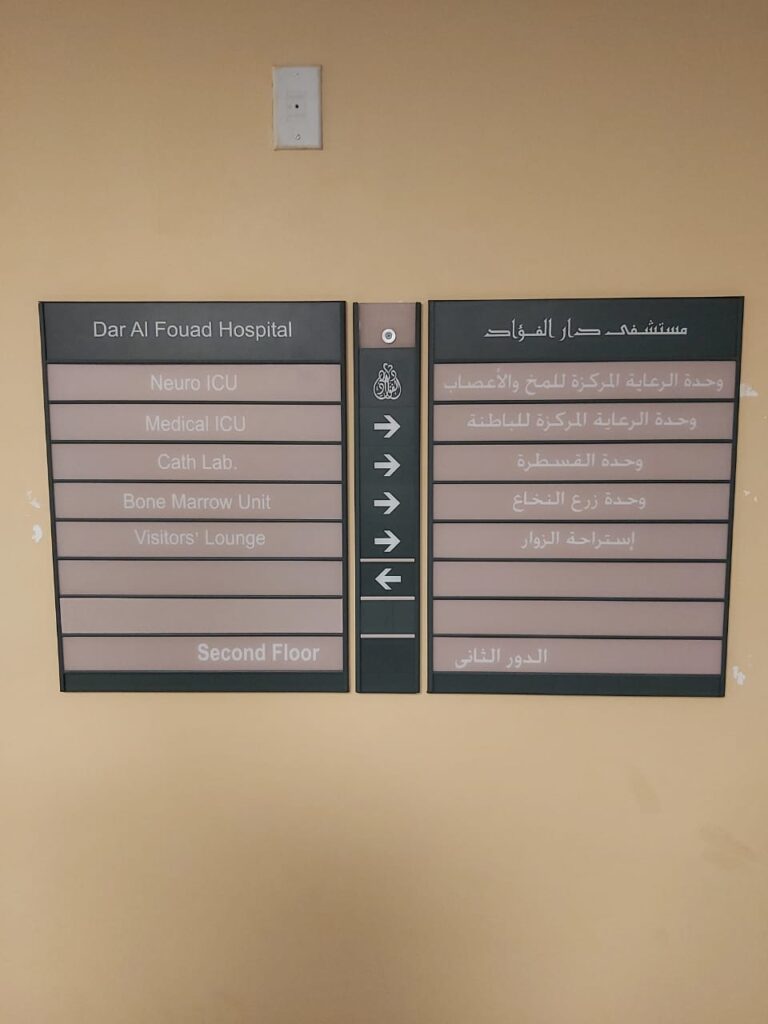 Dar Al Fouad Hospital
Neuro ICU
Medical ICU
Cath Lab.
Bone Marrow Unit
Visitors' Lounge
Second Floor
دار الفؤاد
مستشفى دار الفؤاد
وحدة الرعاية المركزة للمخ والأعصاب
وحدة الرعاية المركزة للباطنة
وحدة القسطرة
وحدة زرع النخاع
إستراحة الزوار
الدور الثانى